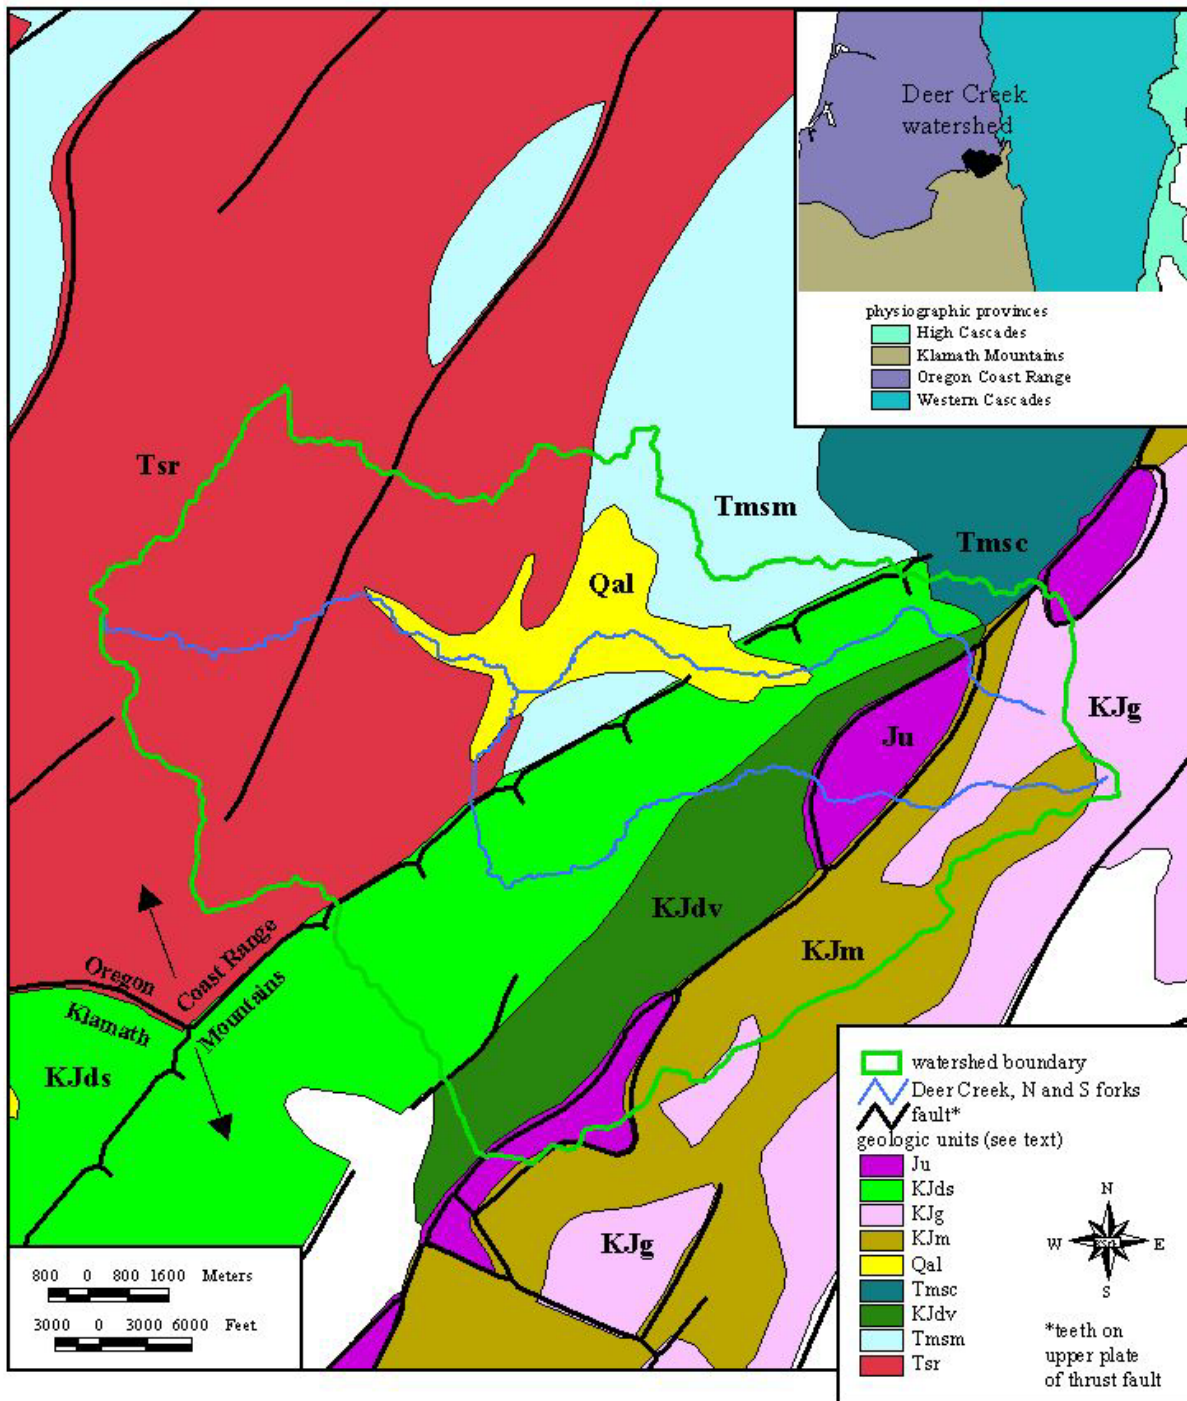 Deer Creek
watershed
physiographic provinces
High Cascades
Klamath Mountains
Oregon Coast Range
Western Cascades
Tsr
Tmsm
Tmsc
Qal
KJg
Ju
KJdv
KJm
Oregon Coast Range
Klamath Mountains
KJds
KJg
watershed boundary
Deer Creek, N and S forks
fault*
geologic units (see text)
Ju
KJds
KJg
KJm
Qal
Tmsc
KJdv
Tmsm
Tsr
N
W E
S
*teeth on
upper plate
of thrust fault
800 0 800 1600 Meters
3000 0 3000 6000 Feet